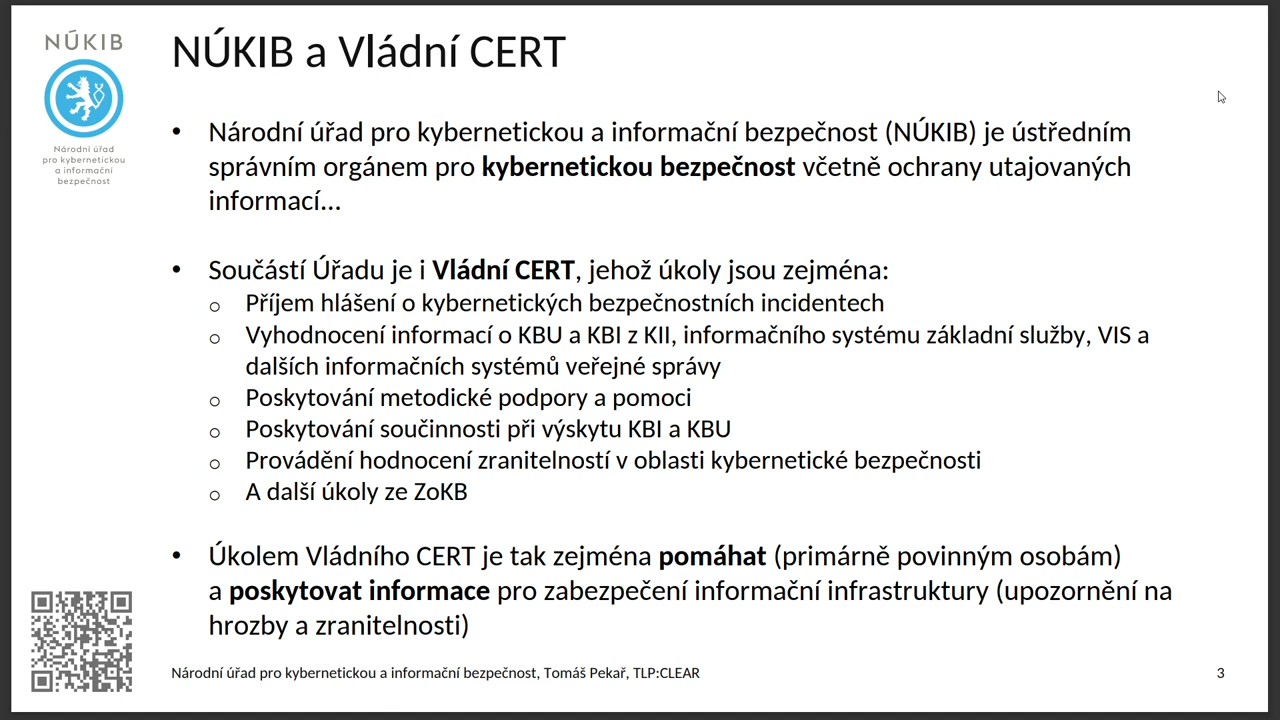 NÚKIB
Národní úřad
pro kybernetickou
a informační
bezpečnost
NÚKIB a Vládní CERT
• Národní úřad pro kybernetickou a informační bezpečnost (NÚKIB) je ústředním
správním orgánem pro kybernetickou bezpečnost včetně ochrany utajovaných
informací...
• Součástí Úřadu je i Vládní CERT, jehož úkoly jsou zejména:
o Příjem hlášení o kybernetických bezpečnostních incidentech
o Vyhodnocení informací o KBU a KBI z KII, informačního systému základní služby, VIS a
dalších informačních systémů veřejné správy
o Poskytování metodické podpory a pomoci
o Poskytování součinnosti při výskytu KBI a KBU
o Provádění hodnocení zranitelností v oblasti kybernetické bezpečnosti
o A další úkoly ze ZoKB
• Úkolem Vládního CERT je tak zejména pomáhat (primárně povinným osobám)
a poskytovat informace pro zabezpečení informační infrastruktury (upozornění na
hrozby a zranitelnosti)
Národní úřad pro kybernetickou a informační bezpečnost, Tomáš Pekař, TLP:CLEAR
3